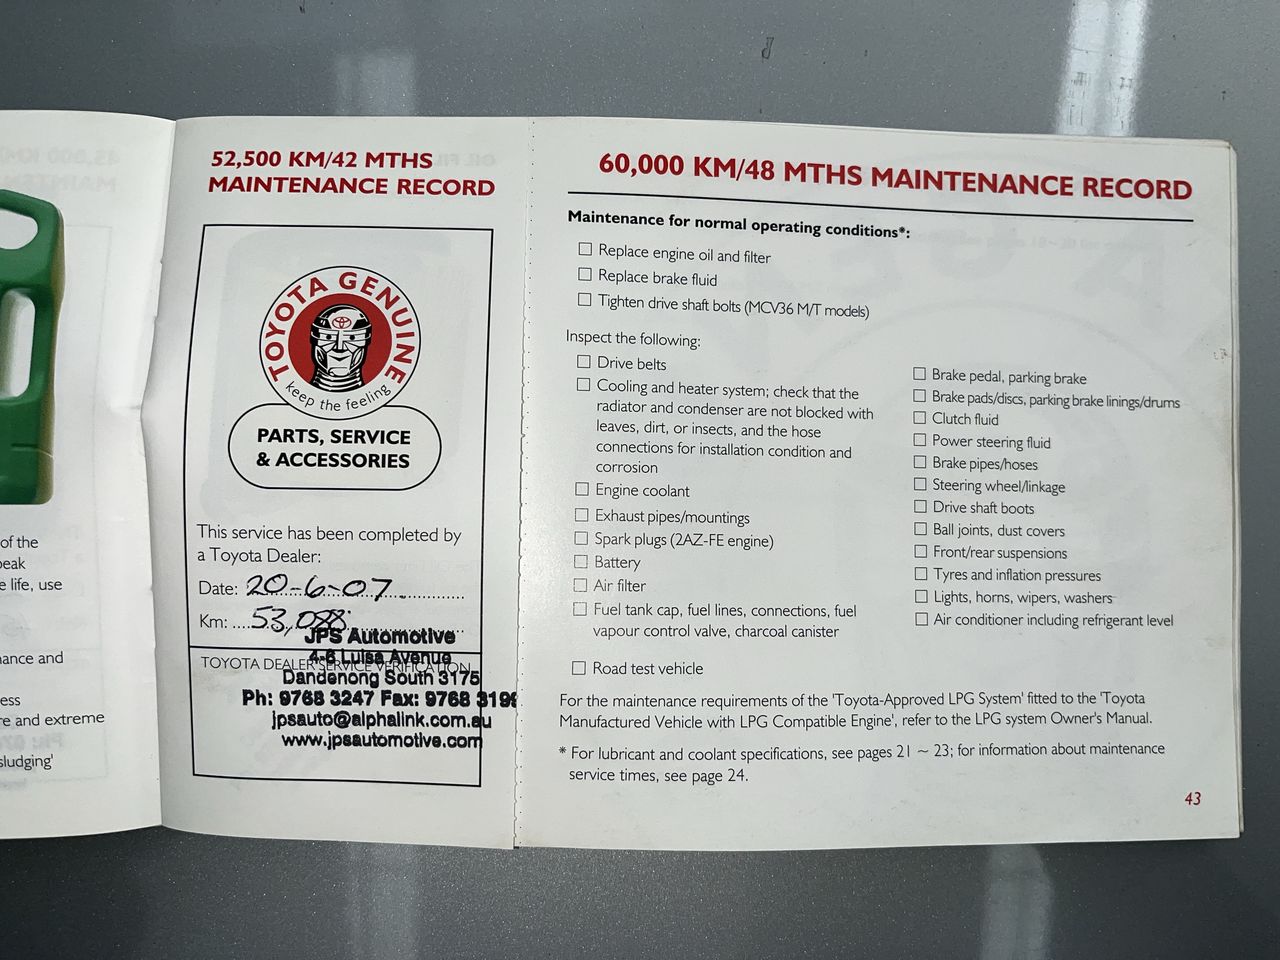 of the
peak
e life, use
nance and
ess
re and extreme
sludging'
52,500 KM/42 MTHS
MAINTENANCE RECORD
TOYOTA GENUINE
keep the feeling
PARTS, SERVICE
& ACCESSORIES
This service has been completed by
a Toyota Dealer:
Date: 20-6-07
Km: 53,088
TOYOTA DEALER SERVICE VERIFICATION
JPS Automotive
4-6 Luisa Avenue
Dandenong South 3175
Ph: 9768 3247 Fax: 9768 3198
jpsauto@alphalink.com.au
www.jpsautomotive.com
60,000 KM/48 MTHS MAINTENANCE RECORD
Maintenance for normal operating conditions*:
Replace engine oil and filter
Replace brake fluid
Tighten drive shaft bolts (MCV36 M/T models)
Inspect the following:
Drive belts
Cooling and heater system; check that the
radiator and condenser are not blocked with
leaves, dirt, or insects, and the hose
connections for installation condition and
corrosion
Engine coolant
Exhaust pipes/mountings
Spark plugs (2AZ-FE engine)
Battery
Air filter
Fuel tank cap, fuel lines, connections, fuel
vapour control valve, charcoal canister
Road test vehicle
Brake pedal, parking brake
Brake pads/discs, parking brake linings/drums
Clutch fluid
Power steering fluid
Brake pipes/hoses
Steering wheel/linkage
Drive shaft boots
Ball joints, dust covers
Front/rear suspensions
Tyres and inflation pressures
Lights, horns, wipers, washers
Air conditioner including refrigerant level
For the maintenance requirements of the 'Toyota-Approved LPG System' fitted to the 'Toyota
Manufactured Vehicle with LPG Compatible Engine', refer to the LPG system Owner's Manual.
* For lubricant and coolant specifications, see pages 21 ~ 23; for information about maintenance
service times, see page 24.
43